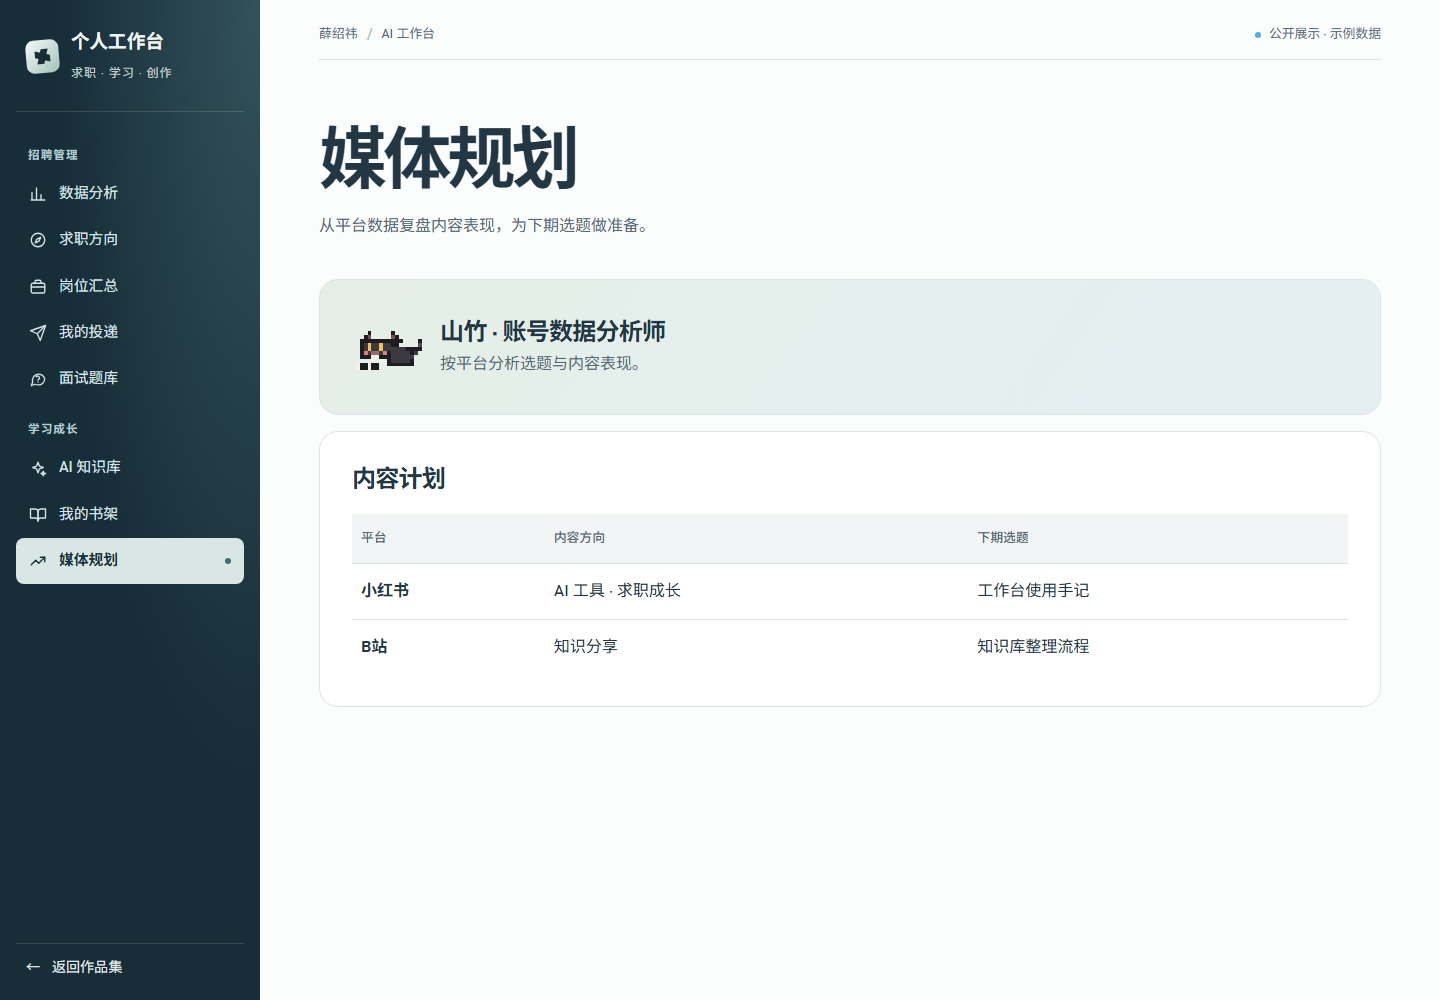 个人工作台
求职 · 学习 · 创作
招聘管理
数据分析
求职方向
岗位汇总
我的投递
面试题库
学习成长
AI 知识库
我的书架
媒体规划
← 返回作品集
薛绍祎 / AI 工作台
公开展示 · 示例数据
媒体规划
从平台数据复盘内容表现，为下期选题做准备。
山竹 · 账号数据分析师
按平台分析选题与内容表现。
内容计划
平台 内容方向 下期选题
小红书 AI 工具 · 求职成长 工作台使用手记
B站 知识分享 知识库整理流程